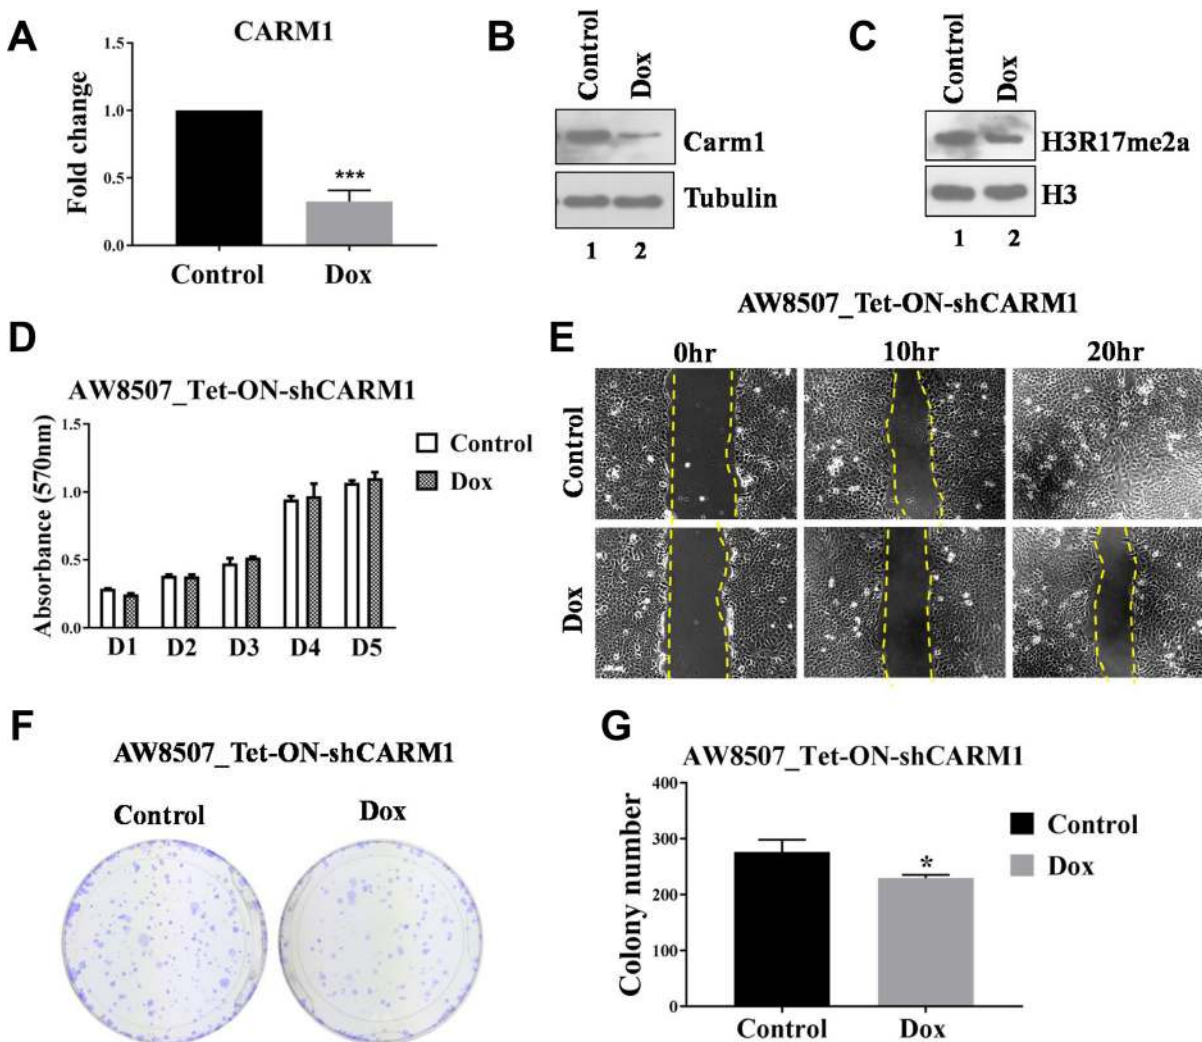 A
CARM1
Fold change
1.5
1.0
0.5
0.0
***
Control
Dox
B
Control
Dox
Carm1
Tubulin
1 2
C
Control
Dox
H3R17me2a
H3
1 2
D
AW8507_Tet-ON-shCARM1
Absorbance (570nm)
1.5
1.0
0.5
0.0
D1 D2 D3 D4 D5
Control
Dox
AW8507_Tet-ON-shCARM1
E
0hr 10hr 20hr
Control
Dox
F
AW8507_Tet-ON-shCARM1
Control Dox
G
AW8507_Tet-ON-shCARM1
Colony number
400
300
200
100
0
*
Control
Dox
Control Dox